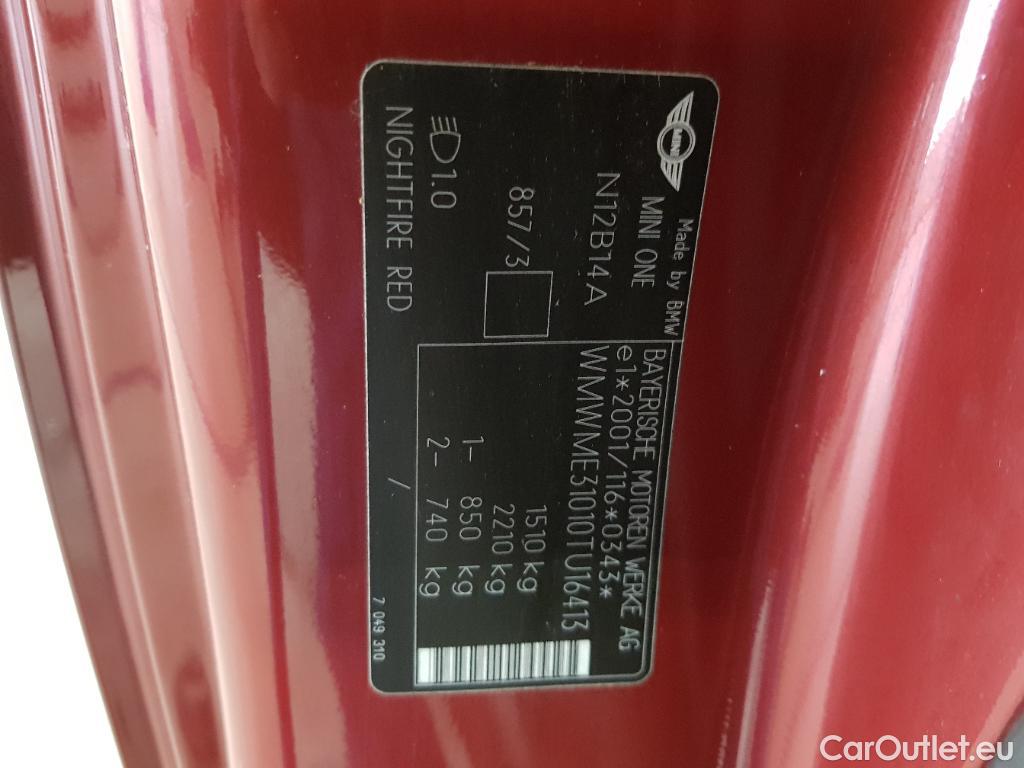 MINI
Made by BMW
MINI ONE
N12B14A
857/3
1.0
NIGHTFIRE RED
BAYERISCHE MOTOREN WERKE AG
e1*2001/116*0343*
WMWME31010TU16413
1510 kg
2210 kg
1- 850 kg
2- 740 kg
/
7 049 310
CarOutlet.eu